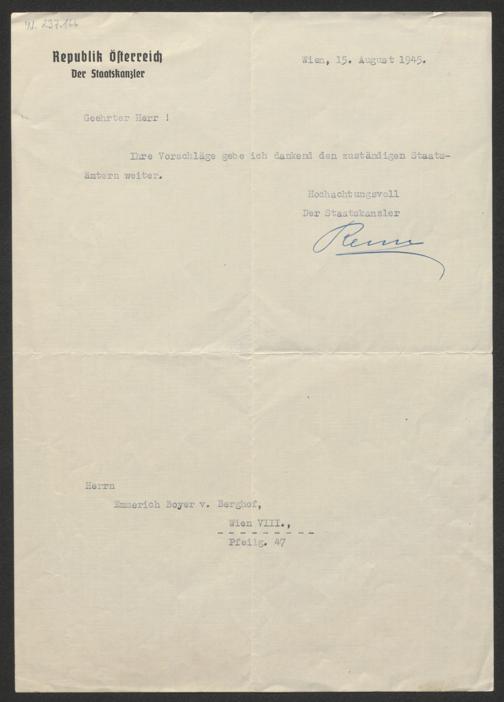 Republik Österreich
Der Staatskanzler
Wien, 15. August 1945.
Geehrter Herr !
Ihre Vorschläge gebe ich dankend den zuständigen Staats-
ämtern weiter.
Hochachtungsvoll
Der Staatskanzler
Renner
Herrn
Emmerich Boyer v. Berghof,
Wien VIII.,
Pfeilg. 47